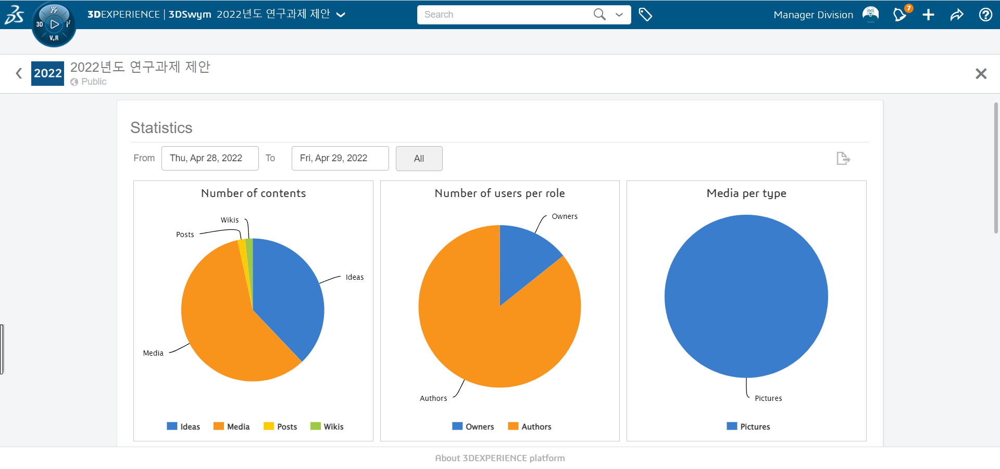 3DEXPERIENCE | 3DSwym 2022년도 연구과제 제안
Search
Manager Division
7
3D
V.R
2022
2022년도 연구과제 제안
Public
Statistics
From Thu, Apr 28, 2022 To Fri, Apr 29, 2022 All
Number of contents
Wikis
Posts
Ideas
Media
Ideas Media Posts Wikis
Number of users per role
Owners
Authors
Owners Authors
Media per type
Pictures
Pictures
About 3DEXPERIENCE platform